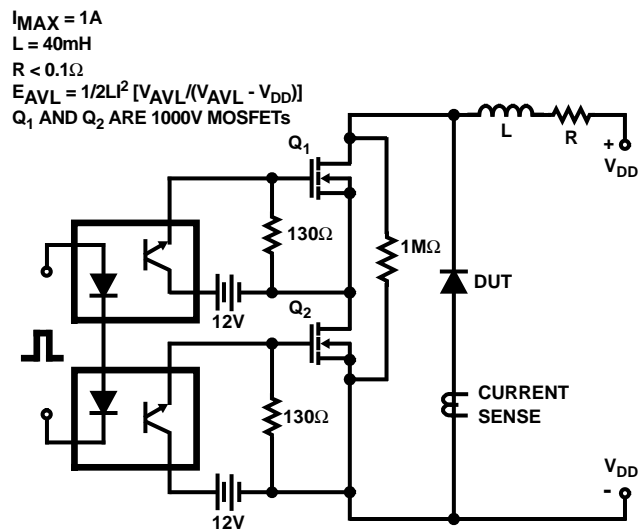 IMAX = 1A
L = 40mH
R < 0.1Ω
EAVL = 1/2LI² [VAVL/(VAVL - VDD)]
Q1 AND Q2 ARE 1000V MOSFETs
Q1
L
R
+
VDD
130Ω
1MΩ
DUT
12V
Q2
CURRENT
SENSE
130Ω
VDD
-
12V